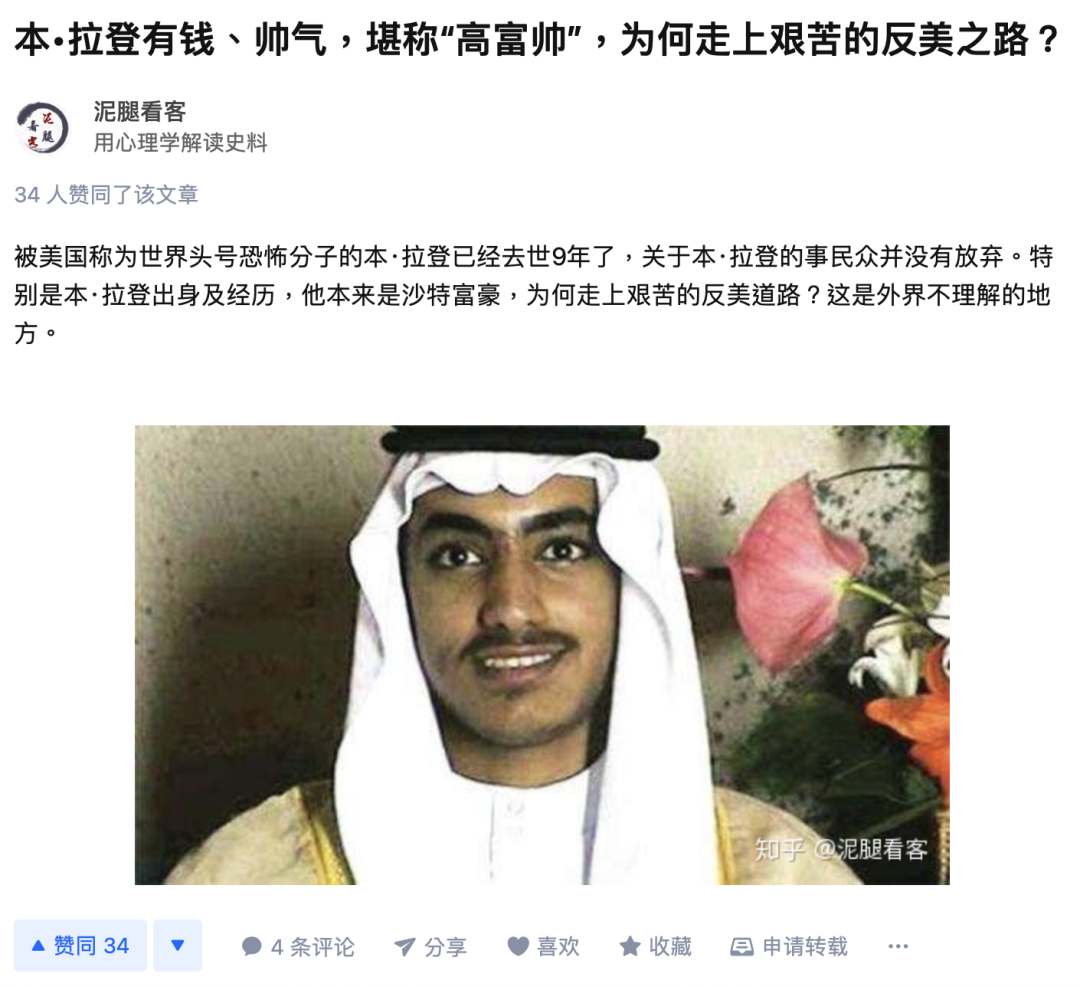 本·拉登有钱、帅气，堪称“高富帅”，为何走上艰苦的反美之路？
泥腿看客
用心理学解读史料
34 人赞同了该文章
被美国称为世界头号恐怖分子的本·拉登已经去世9年了，关于本·拉登的事民众并没有放弃。特
别是本·拉登出身及经历，他本来是沙特富豪，为何走上艰苦的反美道路？这是外界不理解的地
方。
知乎 @泥腿看客
赞同 34
4 条评论
分享
喜欢
收藏
申请转载